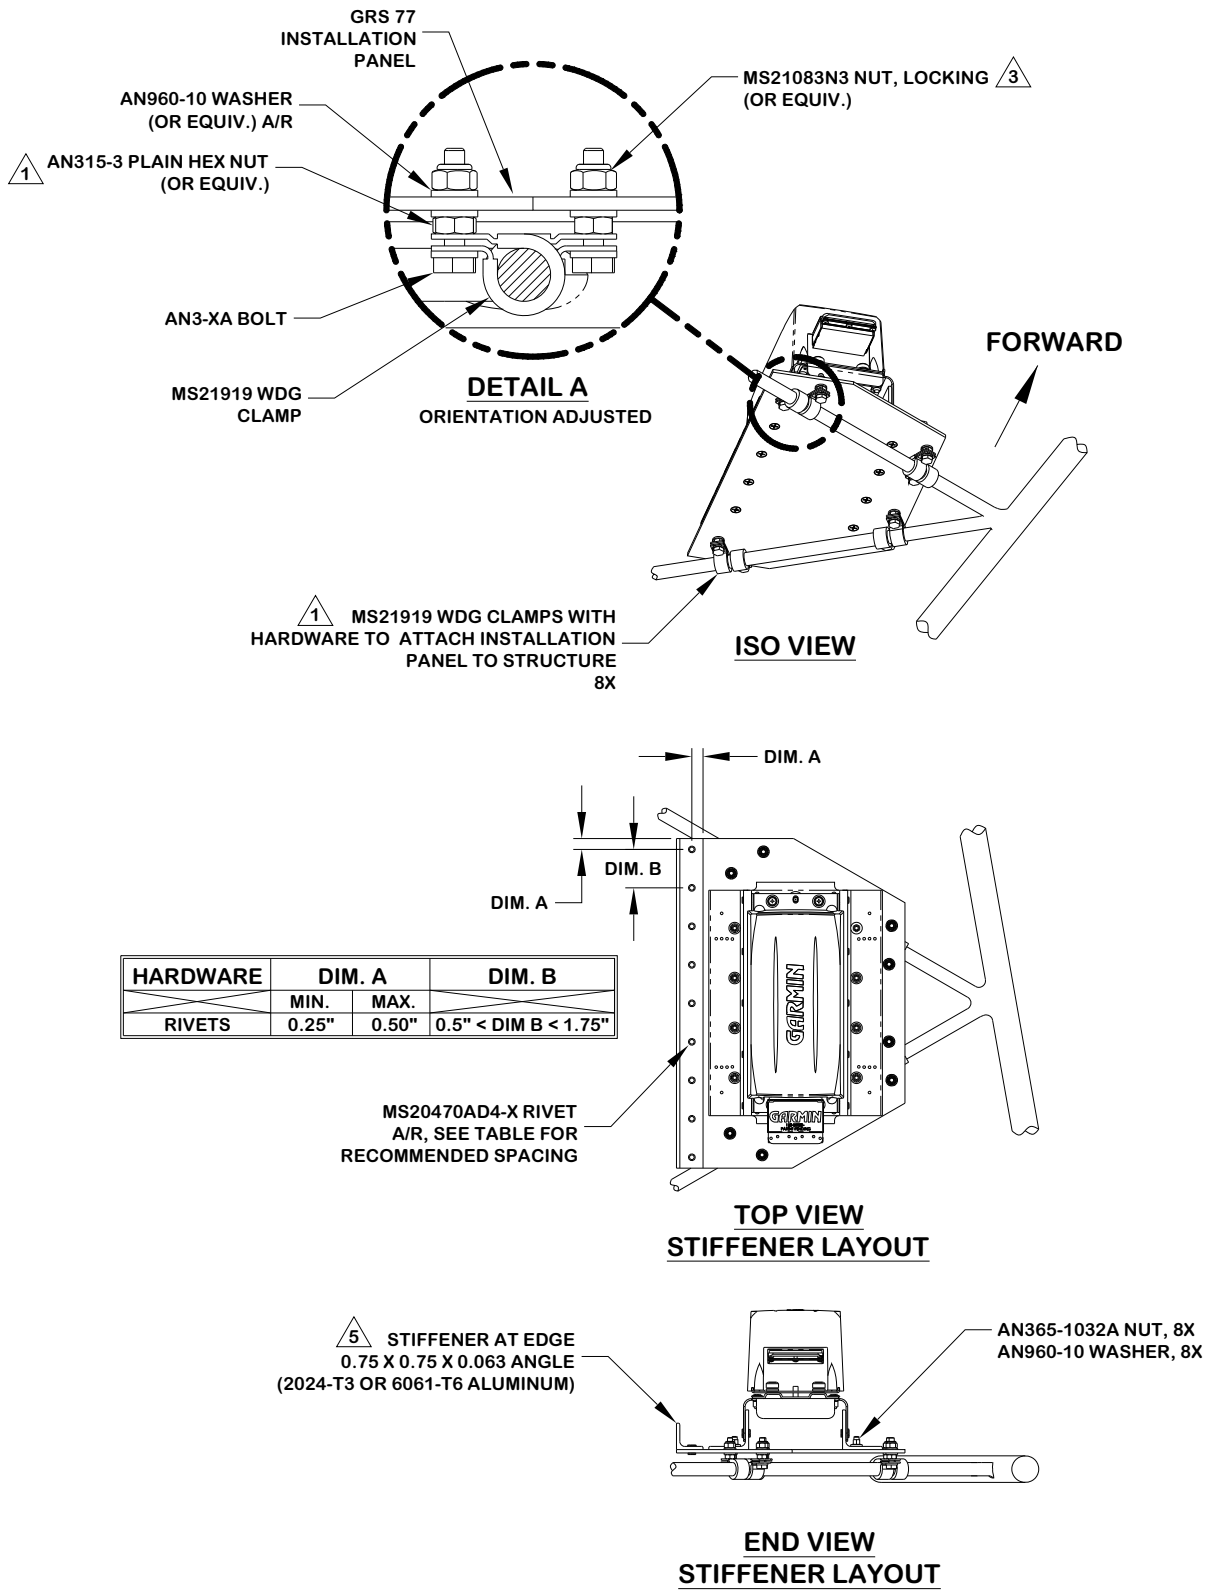 GRS 77
INSTALLATION
PANEL
MS21083N3 NUT, LOCKING 3
(OR EQUIV.)
AN960-10 WASHER
(OR EQUIV.) A/R
1 AN315-3 PLAIN HEX NUT
(OR EQUIV.)
AN3-XA BOLT
MS21919 WDG
CLAMP
DETAIL A
ORIENTATION ADJUSTED
FORWARD
1 MS21919 WDG CLAMPS WITH
HARDWARE TO ATTACH INSTALLATION
PANEL TO STRUCTURE
8X
ISO VIEW
DIM. A
DIM. B
DIM. A
HARDWARE DIM. A DIM. B
MIN. MAX.
RIVETS 0.25" 0.50" 0.5" < DIM B < 1.75"
GARMIN
GARMIN
MS20470AD4-X RIVET
A/R, SEE TABLE FOR
RECOMMENDED SPACING
TOP VIEW
STIFFENER LAYOUT
5 STIFFENER AT EDGE
0.75 X 0.75 X 0.063 ANGLE
(2024-T3 OR 6061-T6 ALUMINUM)
AN365-1032A NUT, 8X
AN960-10 WASHER, 8X
END VIEW
STIFFENER LAYOUT